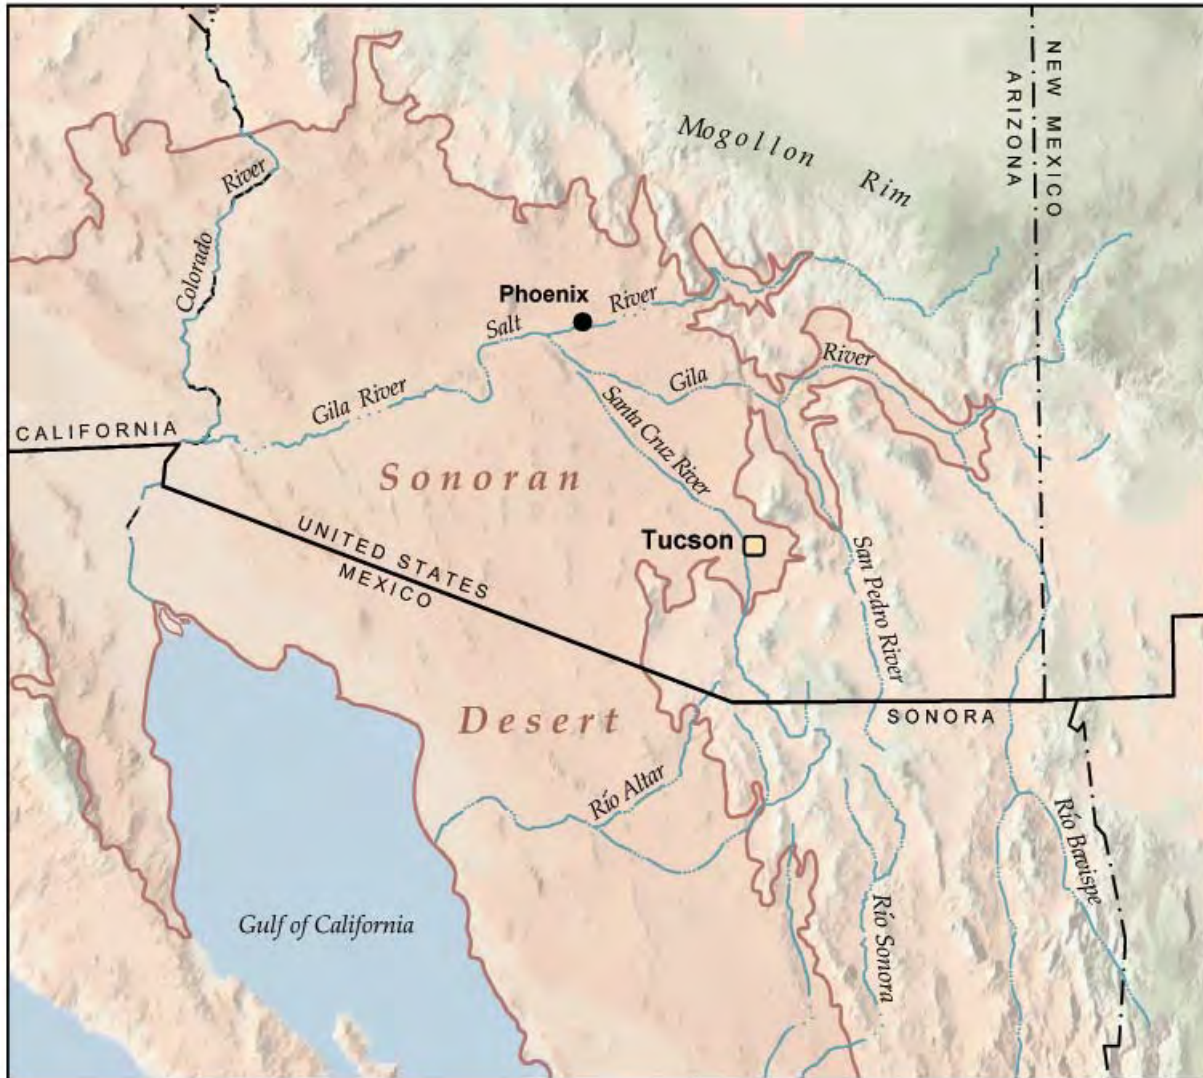 NEW MEXICO
ARIZONA
Mogollon Rim
Colorado River
Phoenix
Salt River
Gila River
Gila River
Santa Cruz River
CALIFORNIA
Sonoran
Tucson
UNITED STATES
MEXICO
San Pedro River
Desert
SONORA
Río Altar
Río Bavispe
Río Sonora
Gulf of California